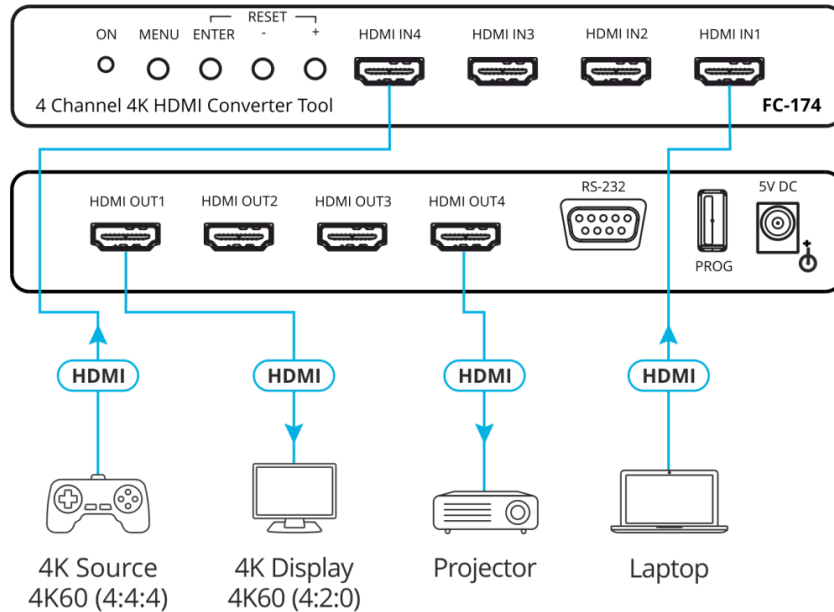 RESET
ON MENU ENTER - + HDMI IN4 HDMI IN3 HDMI IN2 HDMI IN1
4 Channel 4K HDMI Converter Tool FC-174
HDMI OUT1 HDMI OUT2 HDMI OUT3 HDMI OUT4 RS-232 5V DC
PROG
HDMI HDMI HDMI HDMI
4K Source 4K Display Projector Laptop
4K60 (4:4:4) 4K60 (4:2:0)